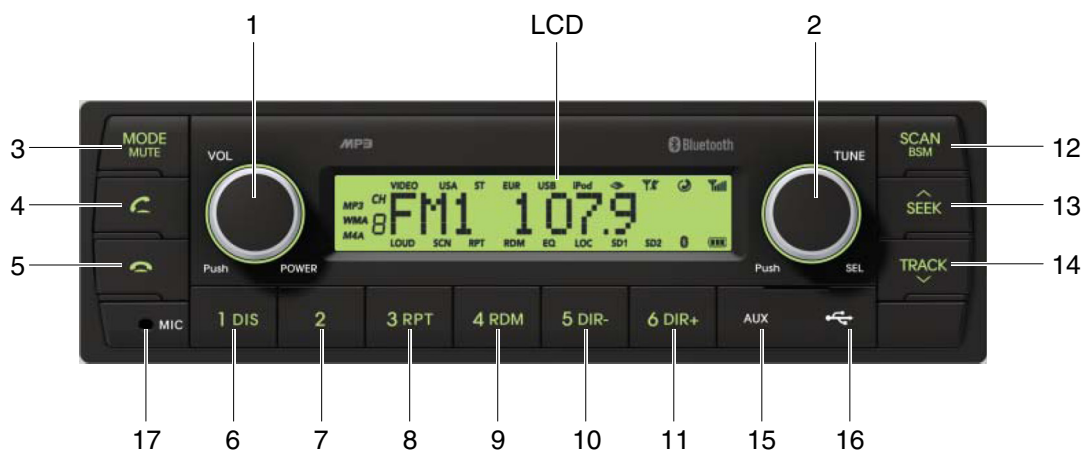 1 LCD 2
3 MODE MUTE VOL MP3 Bluetooth TUNE SCAN BSM 12
VIDEO USA ST EUR USB iPod
MP3 CH
4 WMA 8 FM1 107.9 SEEK 13
M4A
LOUD SCN RPT RDM EQ LOC SD1 SD2
5 Push POWER Push SEL TRACK 14
MIC 1 DIS 2 3 RPT 4 RDM 5 DIR- 6 DIR+ AUX
17 6 7 8 9 10 11 15 16